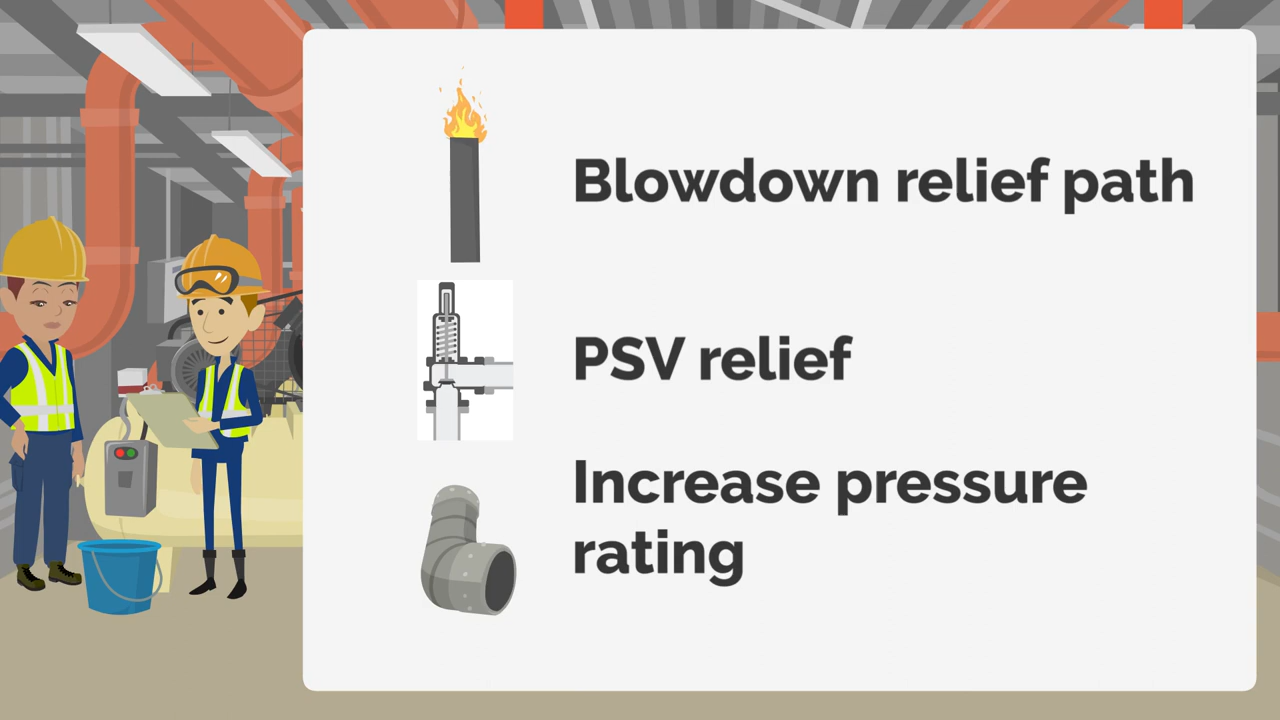 Blowdown relief path
PSV relief
Increase pressure
rating